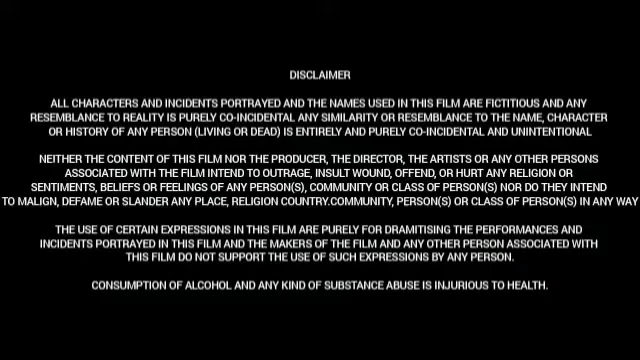 DISCLAIMER
ALL CHARACTERS AND INCIDENTS PORTRAYED AND THE NAMES USED IN THIS FILM ARE FICTITIOUS AND ANY
RESEMBLANCE TO REALITY IS PURELY CO-INCIDENTAL ANY SIMILARITY OR RESEMBLANCE TO THE NAME, CHARACTER
OR HISTORY OF ANY PERSON (LIVING OR DEAD) IS ENTIRELY AND PURELY CO-INCIDENTAL AND UNINTENTIONAL
NEITHER THE CONTENT OF THIS FILM NOR THE PRODUCER, THE DIRECTOR, THE ARTISTS OR ANY OTHER PERSONS
ASSOCIATED WITH THE FILM INTEND TO OUTRAGE, INSULT WOUND, OFFEND, OR HURT ANY RELIGION OR
SENTIMENTS, BELIEFS OR FEELINGS OF ANY PERSON(S), COMMUNITY OR CLASS OF PERSON(S) NOR DO THEY INTEND
TO MALIGN, DEFAME OR SLANDER ANY PLACE, RELIGION COUNTRY.COMMUNITY, PERSON(S) OR CLASS OF PERSON(S) IN ANY WAY
THE USE OF CERTAIN EXPRESSIONS IN THIS FILM ARE PURELY FOR DRAMITISING THE PERFORMANCES AND
INCIDENTS PORTRAYED IN THIS FILM AND THE MAKERS OF THE FILM AND ANY OTHER PERSON ASSOCIATED WITH
THIS FILM DO NOT SUPPORT THE USE OF SUCH EXPRESSIONS BY ANY PERSON.
CONSUMPTION OF ALCOHOL AND ANY KIND OF SUBSTANCE ABUSE IS INJURIOUS TO HEALTH.